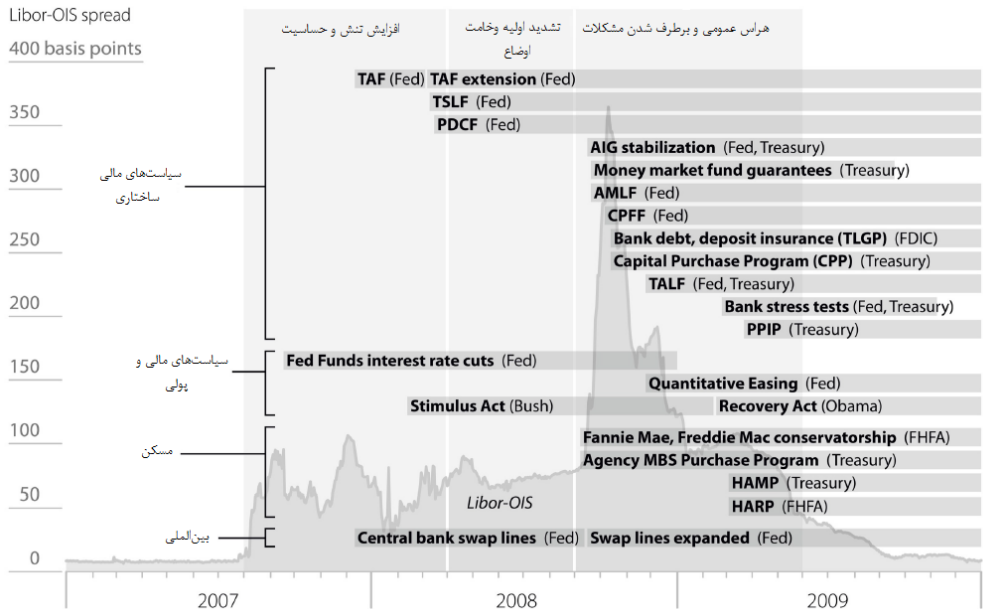 Libor-OIS spread
400 basis points
افزایش تنش و حساسیت
تشدید اولیه وخامت
اوضاع
هراس عمومی و برطرف شدن مشکلات
TAF (Fed) TAF extension (Fed)
TSLF (Fed)
350
PDCF (Fed)
AIG stabilization (Fed, Treasury)
سیاست‌های مالی
ساختاری
Money market fund guarantees (Treasury)
300
AMLF (Fed)
CPFF (Fed)
Bank debt, deposit insurance (TLGP) (FDIC)
250
Capital Purchase Program (CPP) (Treasury)
TALF (Fed, Treasury)
Bank stress tests (Fed, Treasury)
200
PPIP (Treasury)
سیاست‌های مالی و
پولی
Fed Funds interest rate cuts (Fed)
150
Quantitative Easing (Fed)
Stimulus Act (Bush) Recovery Act (Obama)
100
Fannie Mae, Freddie Mac conservatorship (FHFA)
مسکن
Agency MBS Purchase Program (Treasury)
HAMP (Treasury)
50
Libor-OIS
HARP (FHFA)
بین‌المللی
Central bank swap lines (Fed) Swap lines expanded (Fed)
0
2007 2008 2009